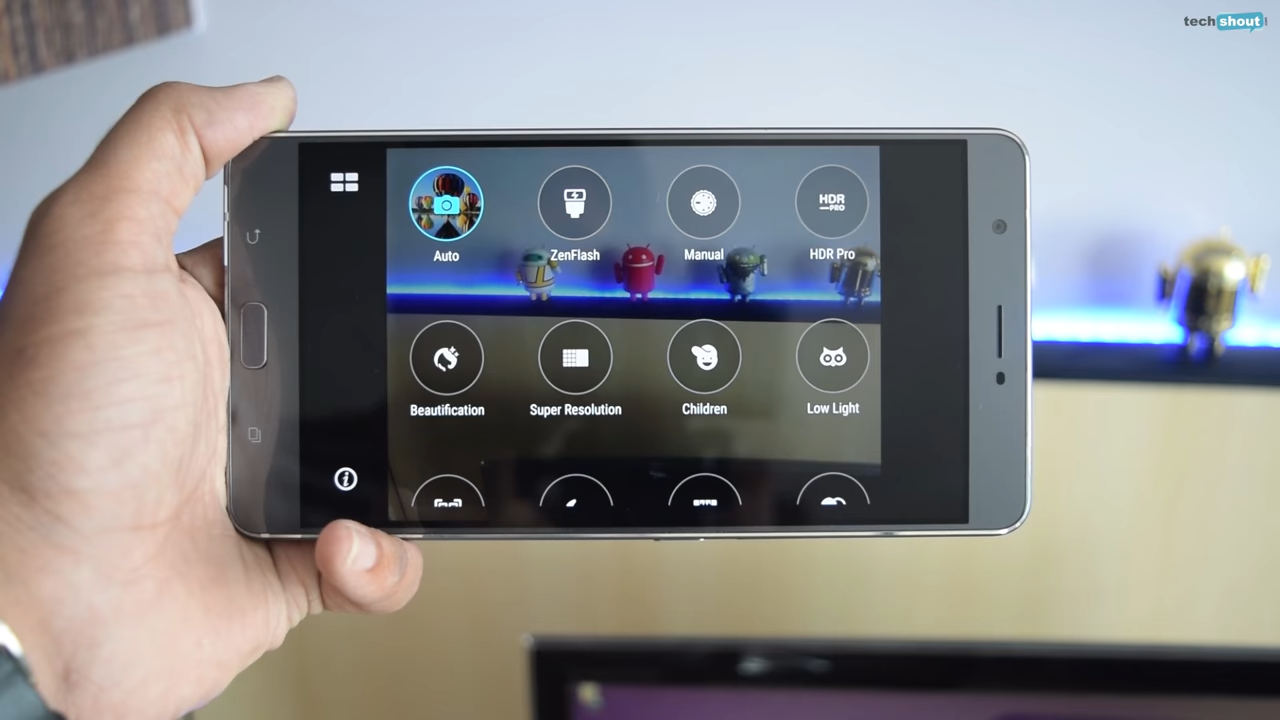 techshout
Auto
ZenFlash
Manual
HDR
PRO
HDR Pro
Beautification
Super Resolution
Children
Low Light
i